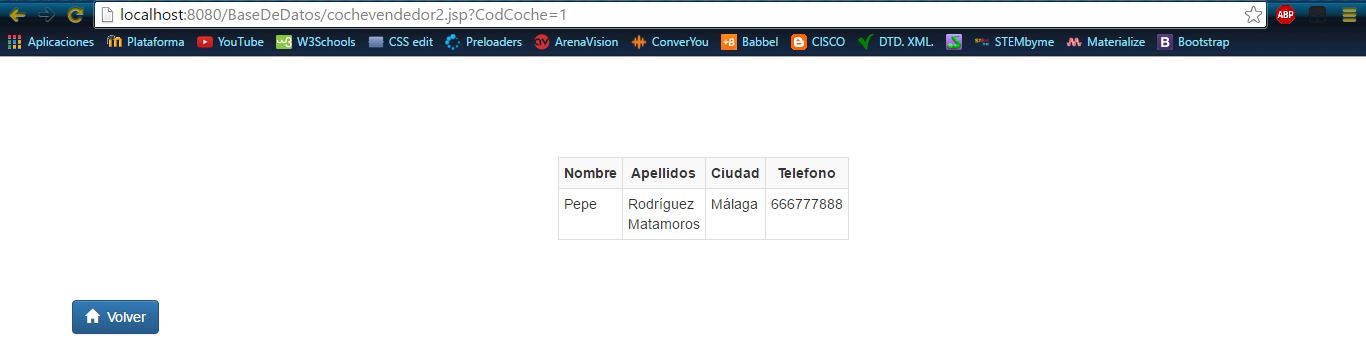 localhost:8080/BaseDeDatos/cochevendedor2.jsp?CodCoche=1 ABP
Aplicaciones Plataforma YouTube W3Schools CSS edit Preloaders ArenaVision ConverYou +B Babbel CISCO DTD. XML. STEMbyme Materialize B Bootstrap
Nombre Apellidos Ciudad Telefono
Pepe Rodríguez Málaga 666777888
Matamoros
Volver